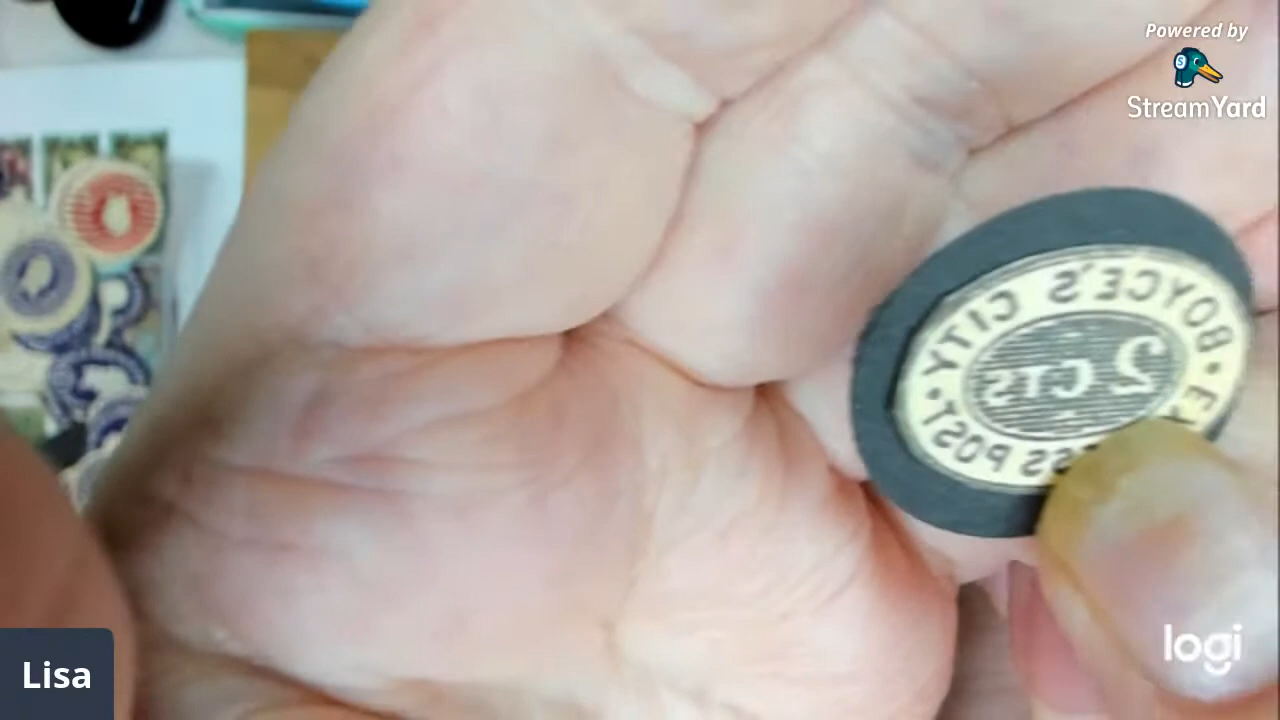 Powered by
StreamYard
BOYCE'S CITY
POST
2 CTS
logi
Lisa